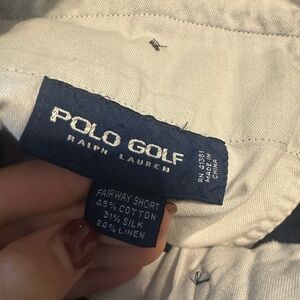 POLO GOLF
RALPH LAUREN
RN 41381
MADE IN
CHINA
FAIRWAY SHORT
45% COTTON
31% SILK
24% LINEN